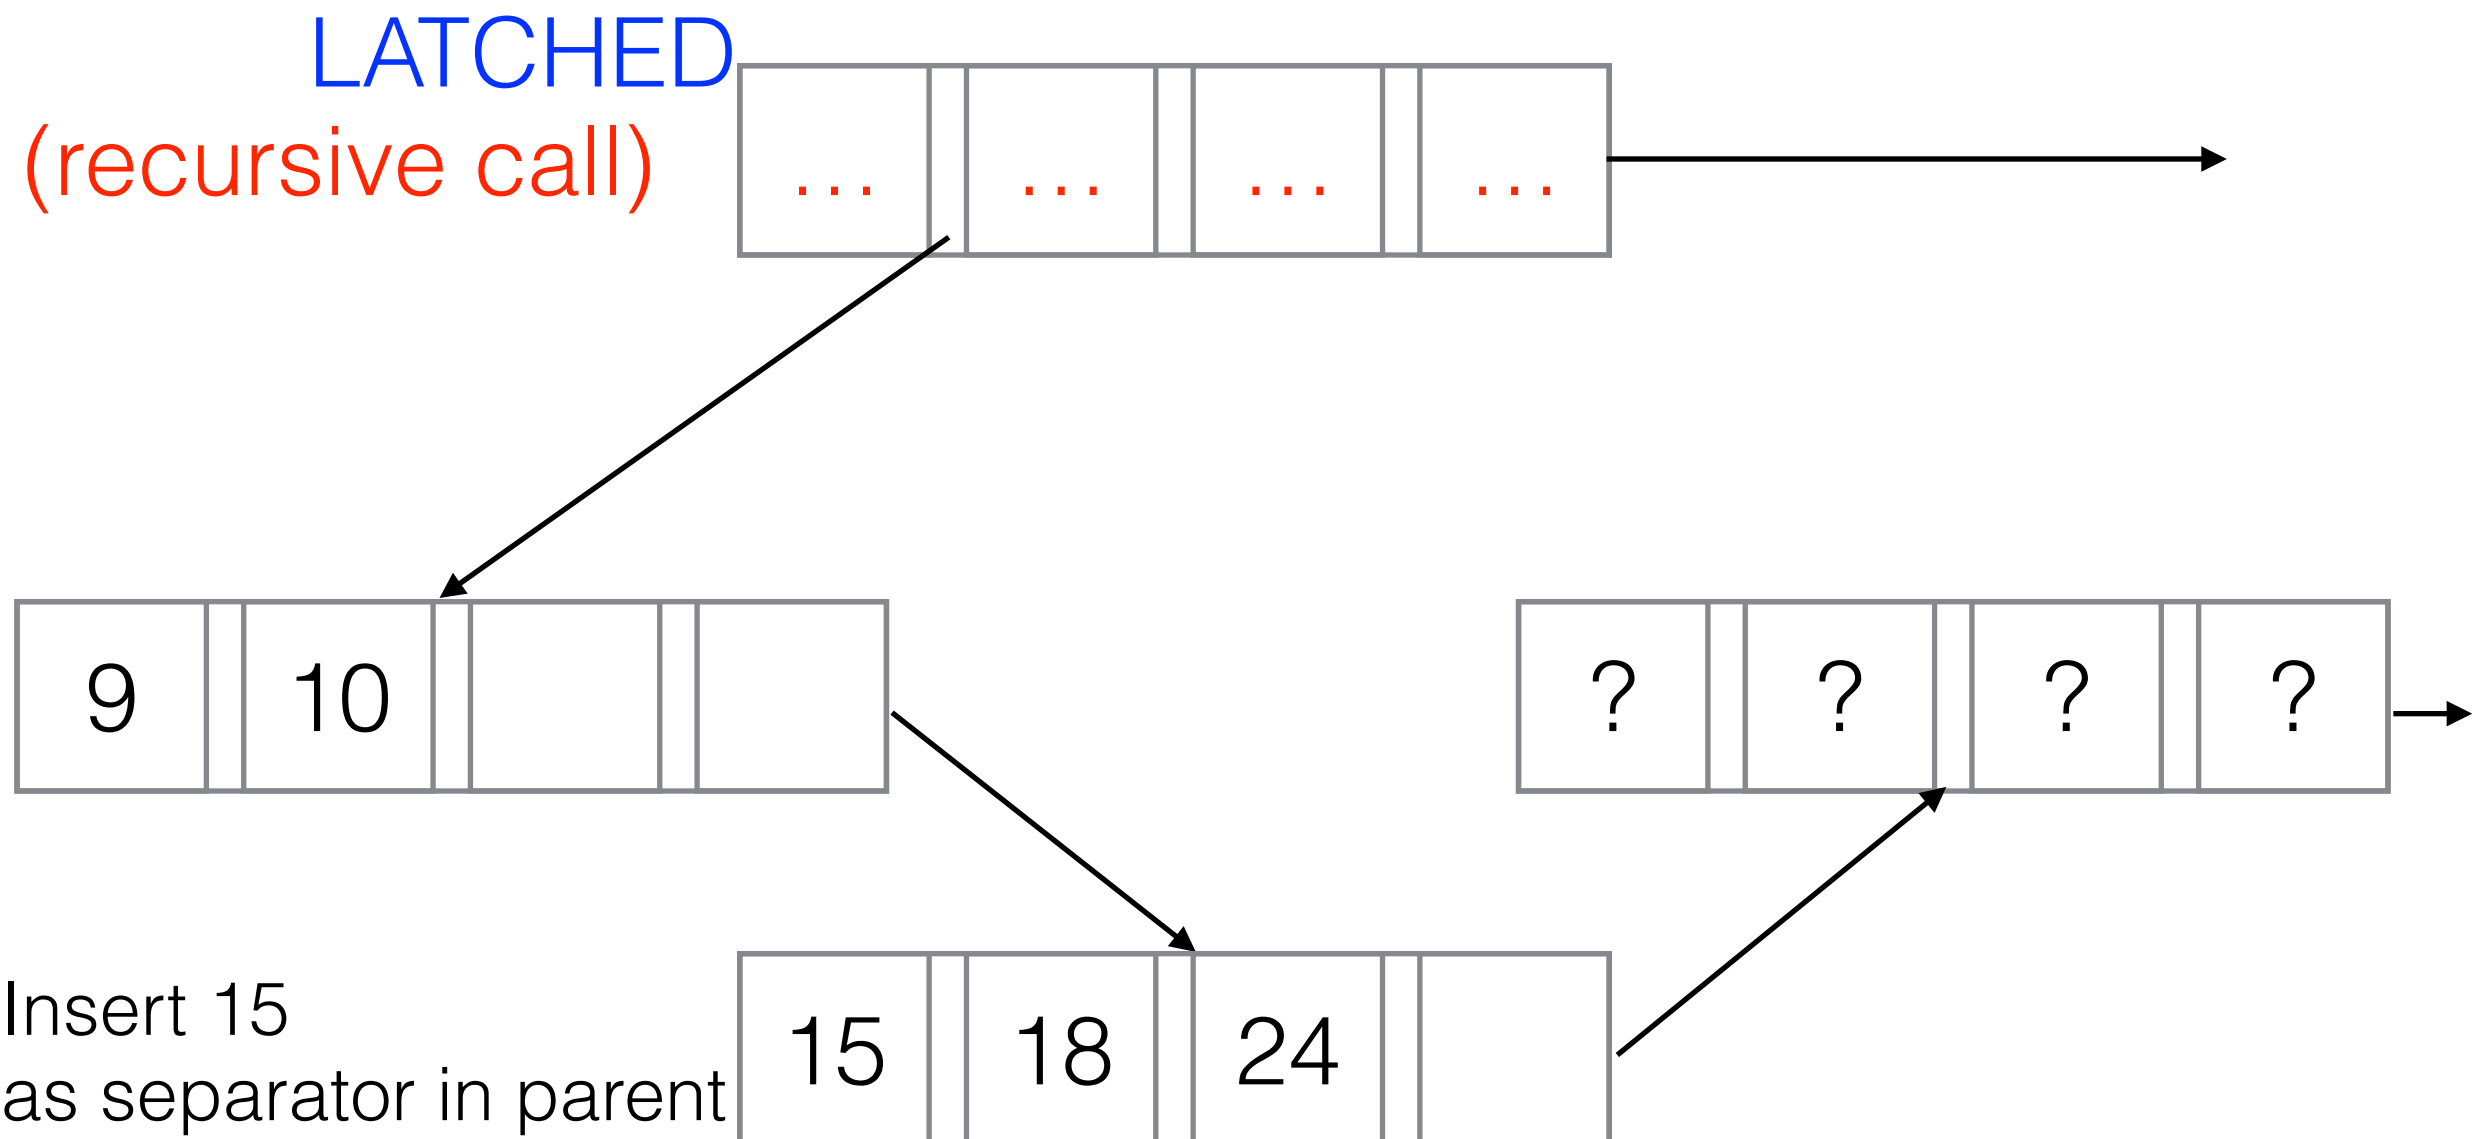 LATCHED
(recursive call)
... ... ... ...
9 10
? ? ? ?
Insert 15
as separator in parent
15 18 24